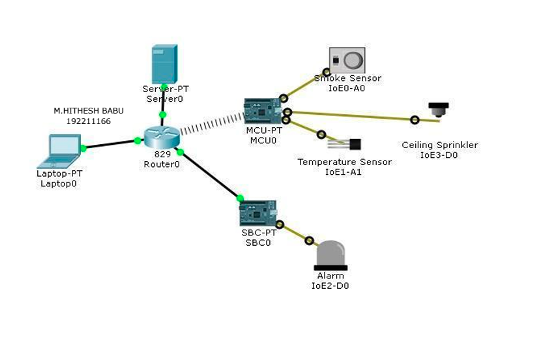 Smoke Sensor
IoE0-A0
Server-PT
Server0
M.HITHESH BABU
192211166
MCU-PT
MCU0
Ceiling Sprinkler
IoE3-D0
829
Router0
Temperature Sensor
IoE1-A1
Laptop-PT
Laptop0
SBC-PT
SBC0
Alarm
IoE2-D0